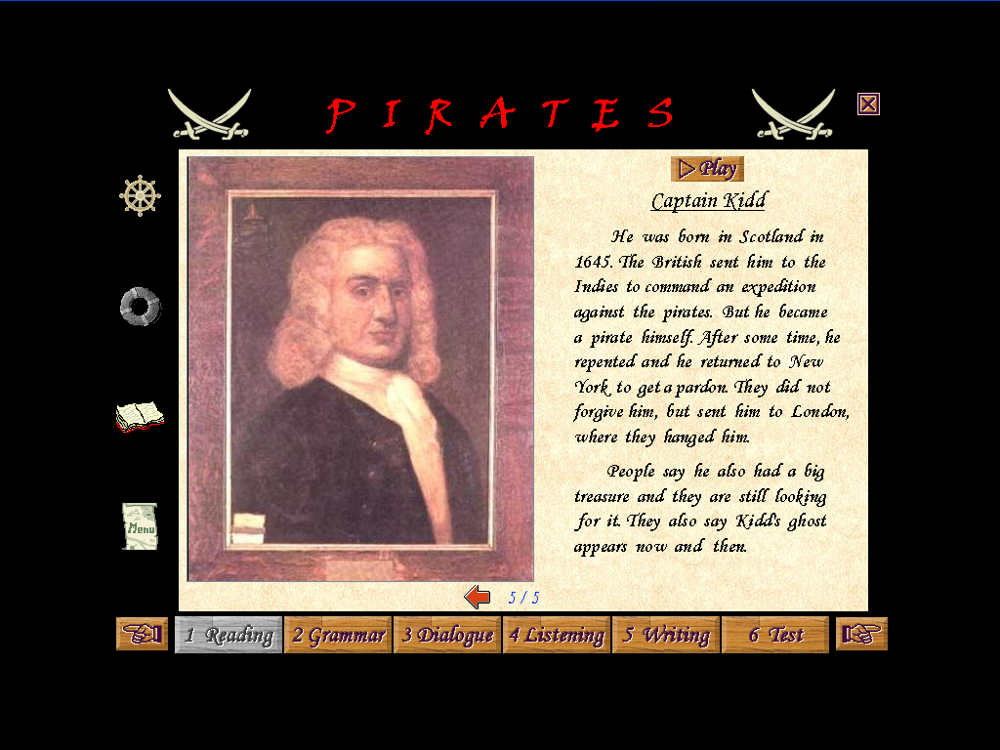 PIRATES
Play
Captain Kidd
He was born in Scotland in
1645. The British sent him to the
Indies to command an expedition
against the pirates. But he became
a pirate himself. After some time, he
repented and he returned to New
York to get a pardon. They did not
forgive him, but sent him to London,
where they hanged him.
People say he also had a big
treasure and they are still looking
for it. They also say Kidd's ghost
appears now and then.
Menu
5 / 5
1 Reading
2 Grammar
3 Dialogue
4 Listening
5 Writing
6 Test